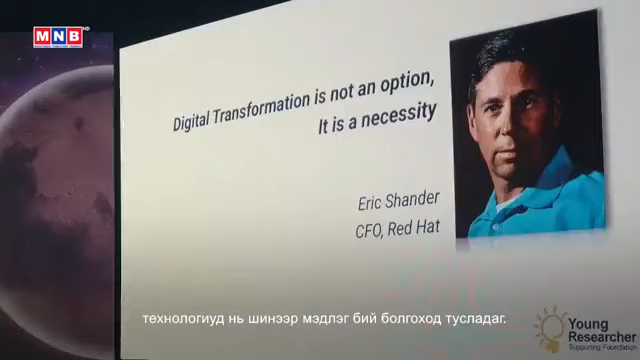 MNB HD
Digital Transformation is not an option,
It is a necessity
Eric Shander
CFO, Red Hat
технологиуд нь шинээр мэдлэг бий болгоход тусладаг.
Young
Researcher
Supporting Foundation